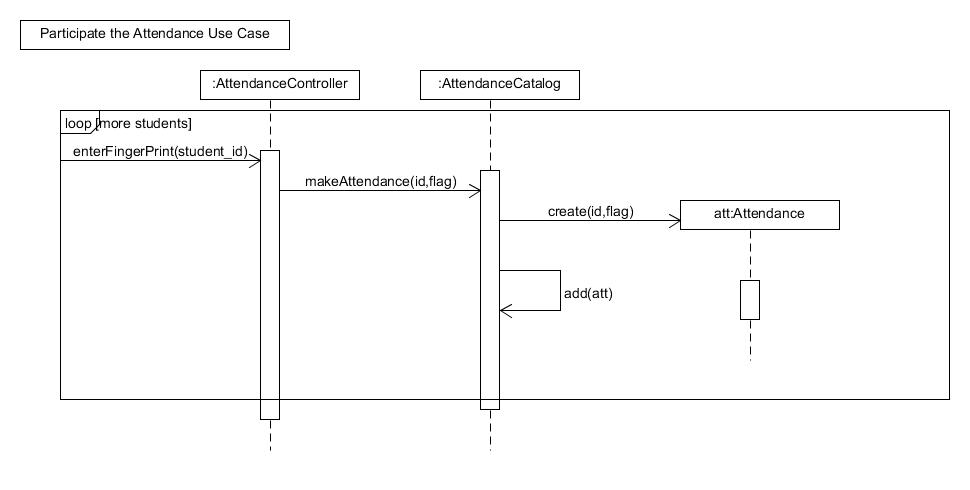 Participate the Attendance Use Case
:AttendanceController
:AttendanceCatalog
loop [more students]
enterFingerPrint(student_id)
makeAttendance(id,flag)
create(id,flag)
att:Attendance
add(att)